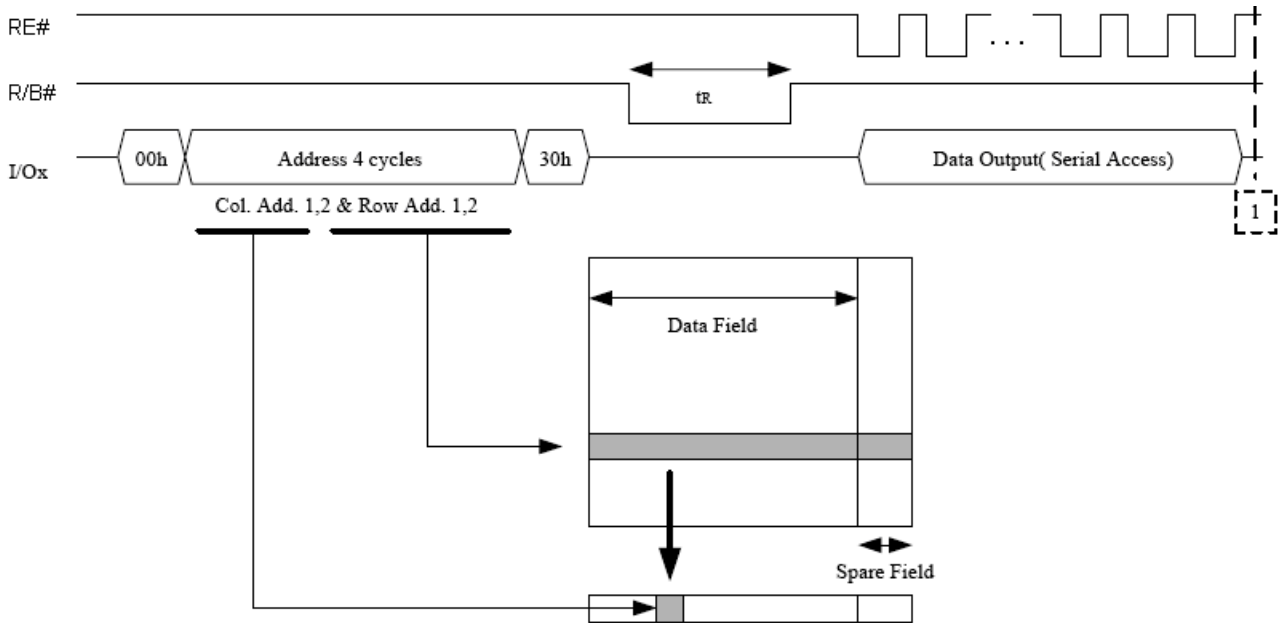 RE#
. . .
R/B#
tR
I/Ox
00h
Address 4 cycles
30h
Data Output( Serial Access)
Col. Add. 1,2 & Row Add. 1,2
1
Data Field
Spare Field